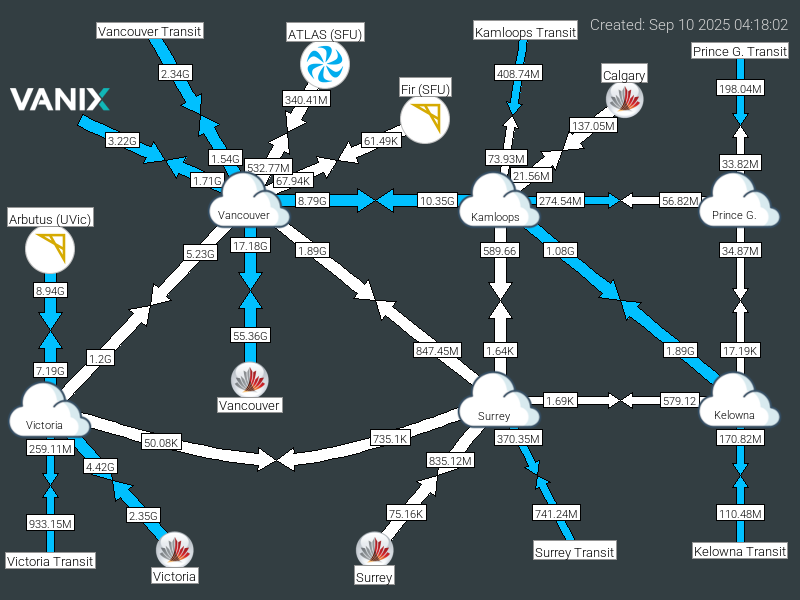 Created: Sep 10 2025 04:18:02
Vancouver Transit
ATLAS (SFU)
Kamloops Transit
Prince G. Transit
2.34G
408.74M
Calgary
198.04M
VANIX
340.41M
Fir (SFU)
137.05M
3.22G
61.49K
1.54G
532.77M
73.93M
33.82M
1.71G
67.94K
21.56M
Arbutus (UVic)
Vancouver
8.79G
10.35G
Kamloops
274.54M
56.82M
Prince G.
5.23G
17.18G
1.89G
589.66
1.08G
34.87M
8.94G
55.36G
1.2G
847.45M
1.64K
1.89G
17.19K
7.19G
Vancouver
Victoria
Surrey
1.69K
579.12
Kelowna
259.11M
50.08K
735.1K
370.35M
170.82M
4.42G
835.12M
933.15M
2.35G
75.16K
741.24M
110.48M
Victoria Transit
Victoria
Surrey
Surrey Transit
Kelowna Transit